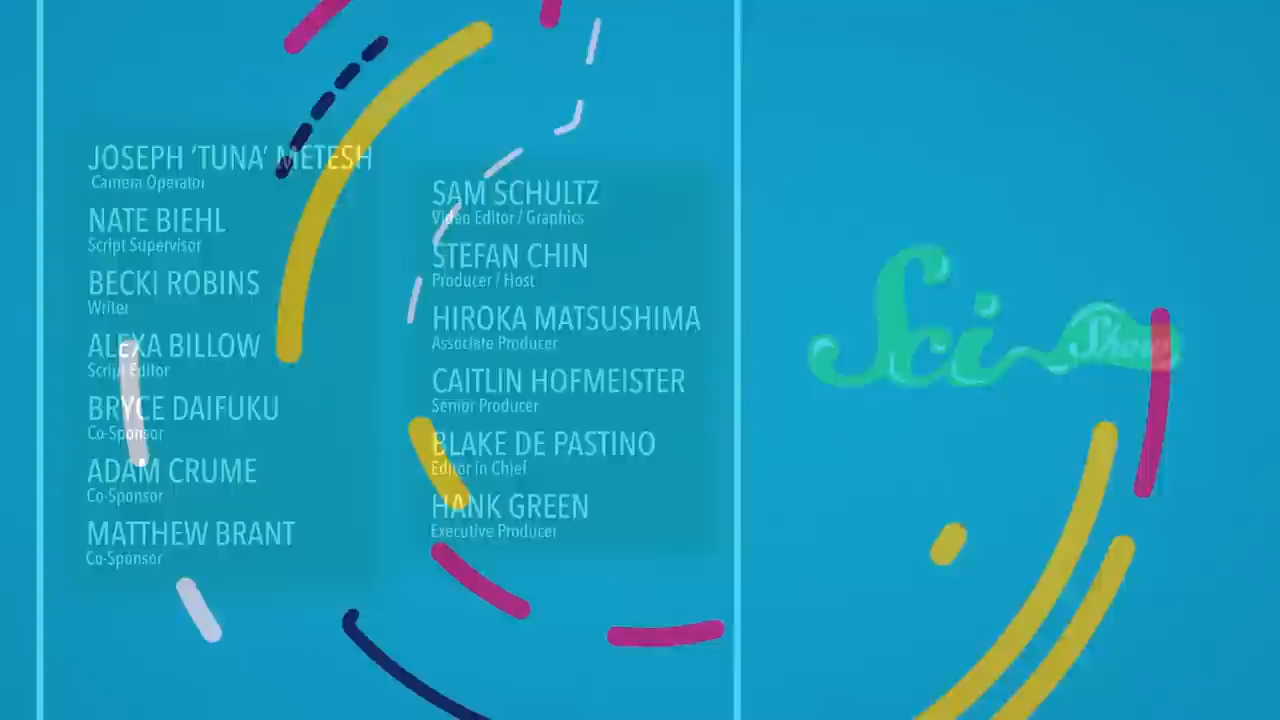 JOSEPH ‘TUNA’ METESH
Camera Operator
NATE BIEHL
Script Supervisor
BECKI ROBINS
Writer
ALEXA BILLOW
Script Editor
BRYCE DAIFUKU
Co-Sponsor
ADAM CRUME
Co-Sponsor
MATTHEW BRANT
Co-Sponsor
SAM SCHULTZ
Video Editor / Graphics
STEFAN CHIN
Producer / Host
HIROKA MATSUSHIMA
Associate Producer
CAITLIN HOFMEISTER
Senior Producer
BLAKE DE PASTINO
Editor in Chief
HANK GREEN
Executive Producer
Sci Show